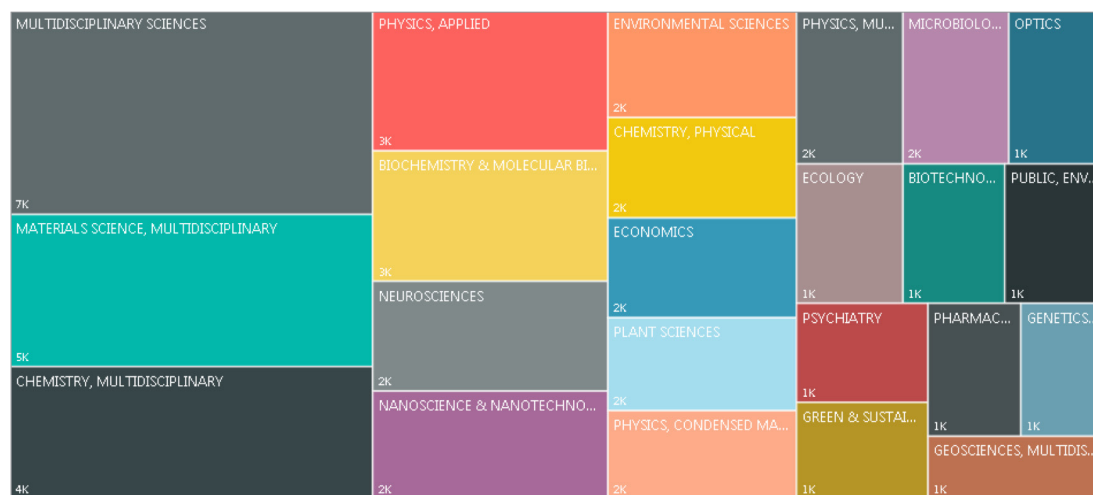 MULTIDISCIPLINARY SCIENCES
7K
MATERIALS SCIENCE, MULTIDISCIPLINARY
5K
CHEMISTRY, MULTIDISCIPLINARY
4K
PHYSICS, APPLIED
3K
BIOCHEMISTRY & MOLECULAR BI...
3K
NEUROSCIENCES
2K
NANOSCIENCE & NANOTECHNO...
2K
ENVIRONMENTAL SCIENCES
2K
CHEMISTRY, PHYSICAL
2K
ECONOMICS
2K
PLANT SCIENCES
2K
PHYSICS, CONDENSED MA...
2K
PHYSICS, MU...
2K
MICROBIOLO...
2K
OPTICS
1K
ECOLOGY
1K
BIOTECHNO...
1K
PUBLIC, ENV...
1K
PSYCHIATRY
1K
GREEN & SUSTAI...
1K
PHARMAC...
1K
GENETICS...
1K
GEOSCIENCES, MULTIDIS...
1K